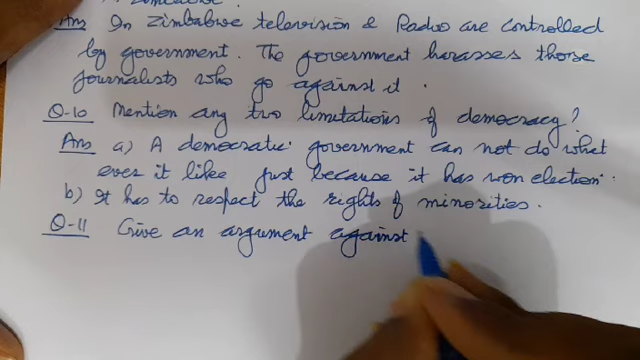 Ans In Zimbabwe television & Radio are controlled
by government. The government harasses those
journalists who go against it.
Q-10 Mention any two limitations of democracy?
Ans a) A democratic government can not do what
ever it like just because it has won election.
b) It has to respect the rights of minorities.
Q-11 Give an argument against